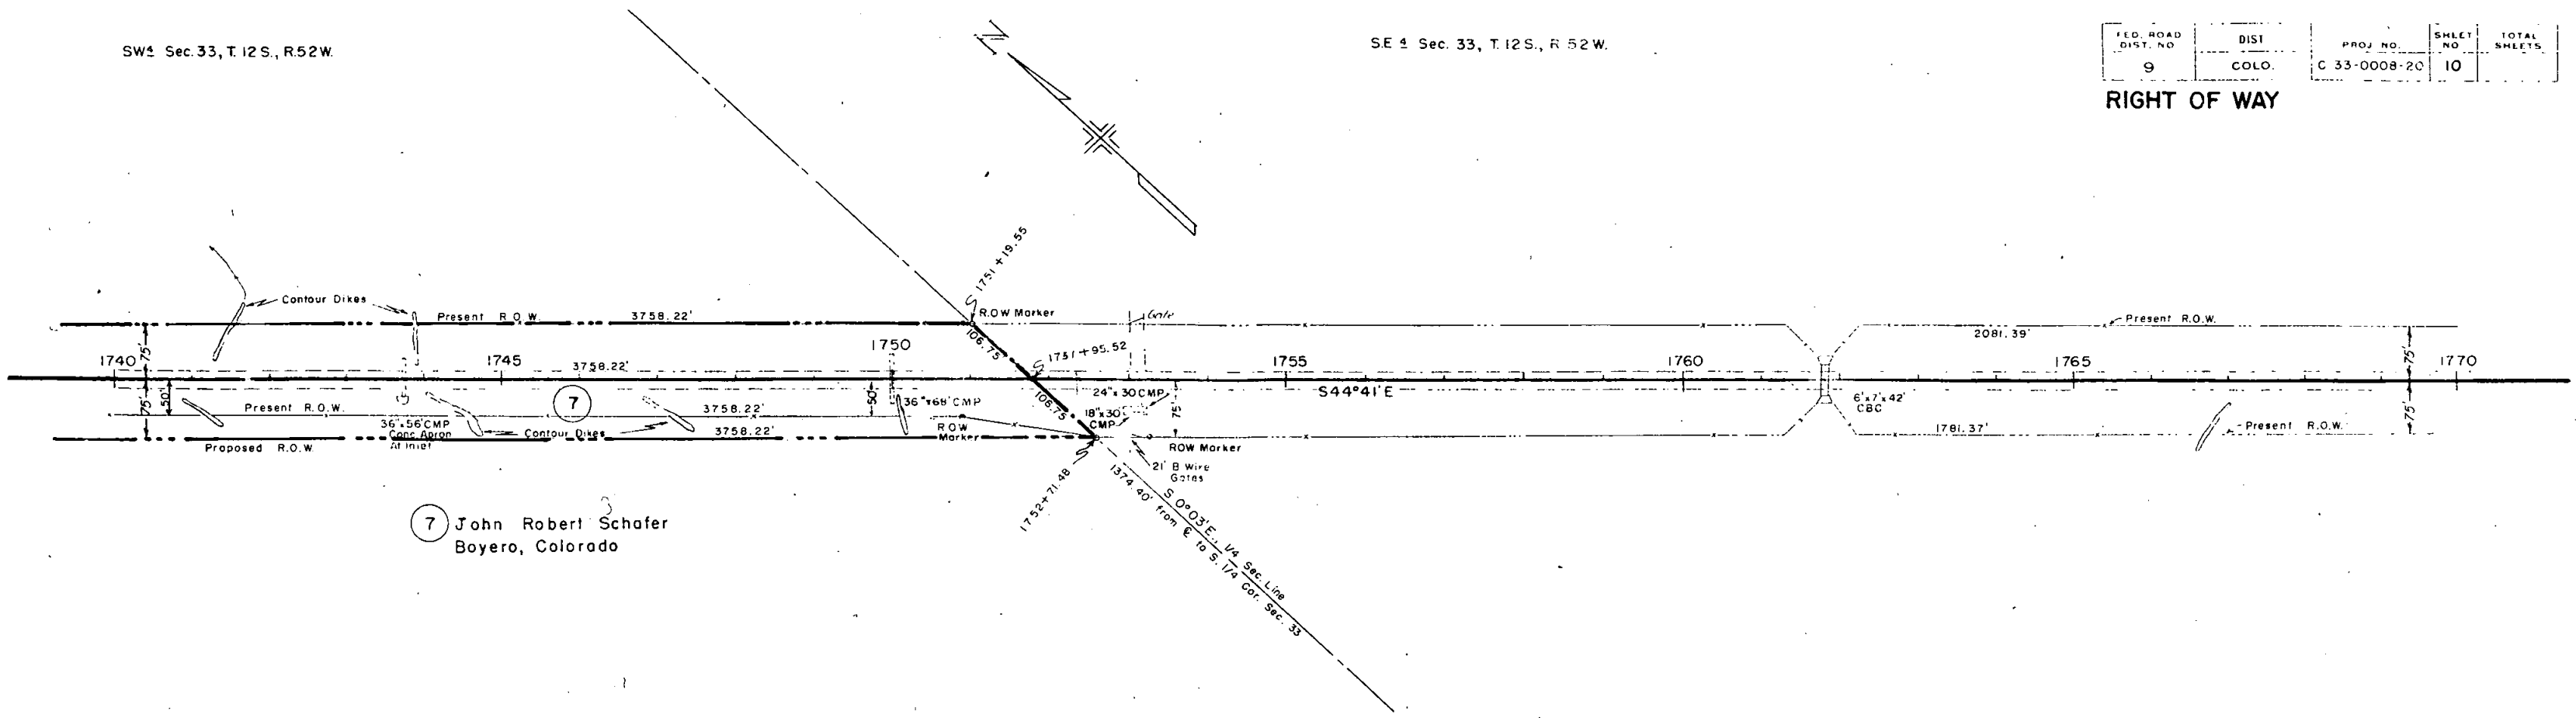 SW4 Sec. 33, T. 12 S., R. 52 W.
S.E 4 Sec. 33, T. 12 S., R 52 W.
N
FED. ROAD DIST. NO
DIST
PROJ NO.
SHEET NO
TOTAL SHEETS
9
COLO.
C 33-0008-20
10
RIGHT OF WAY
S 1751 + 19.55
Contour Dikes
Present R.O.W.
3758.22'
R.O.W Marker
Gate
Present R.O.W.
2081.39'
75'
106.75
S 1751 + 95.52
75'
1740
1745
1750
1755
1760
1765
1770
3758.22'
S44°41'E
75'
50'
7
50'
36"x68' CMP
106.75
24"x 30 CMP
18"x30' CMP
75'
6'x7'x42' CBC
75'
Present R.O.W.
3758.22'
36"x56'CMP
Conc. Apron
At Inlet
Contour Dikes
3758.22'
R O W
Marker
Proposed R.O.W.
ROW Marker
1781.37'
Present R.O.W.
21' B Wire
Gates
S 1752+71.48
S 0°03'E., 1/4 Sec. Line
1374.40' from ℄ to S. 1/4 Cor. Sec. 33
7 John Robert Schafer
Boyero, Colorado